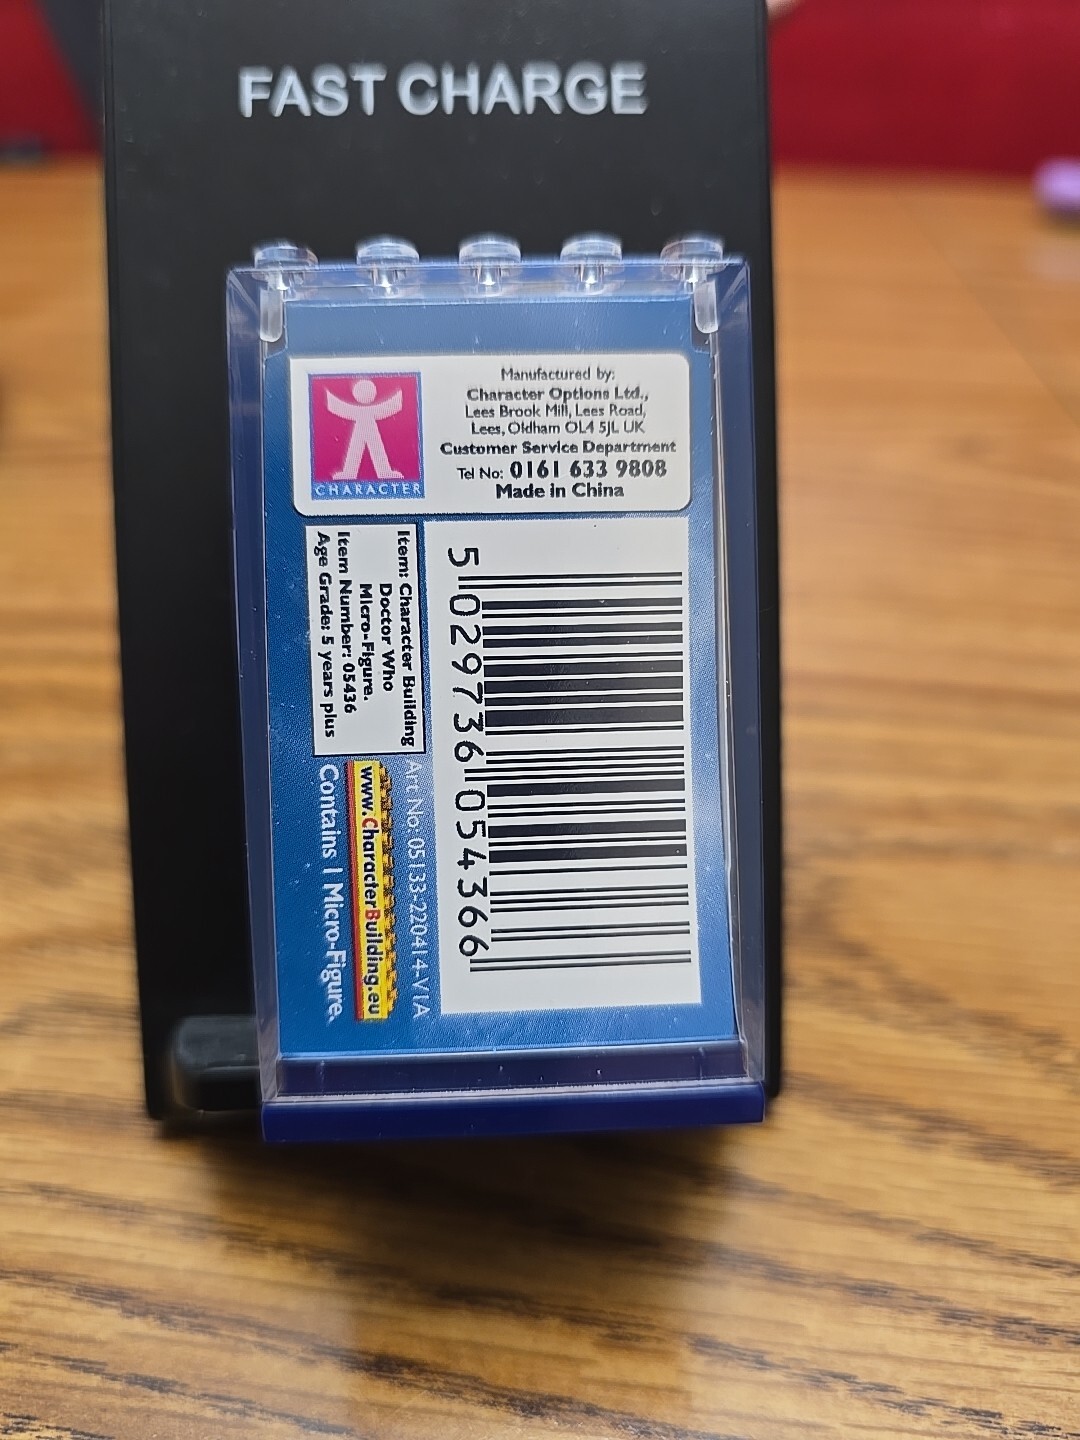 FAST CHARGE
CHARACTER
Manufactured by:
Character Options Ltd.,
Lees Brook Mill, Lees Road,
Lees, Oldham OL4 5JL UK
Customer Service Department
Tel No: 0161 633 9808
Made in China
Item: Character Building
Doctor Who
Micro-Figure.
Item Number: 05436
Age Grade: 5 years plus
Art No: 05133-220414-V1A
www.CharacterBuilding.eu
Contains 1 Micro-Figure.
5 029736 054366